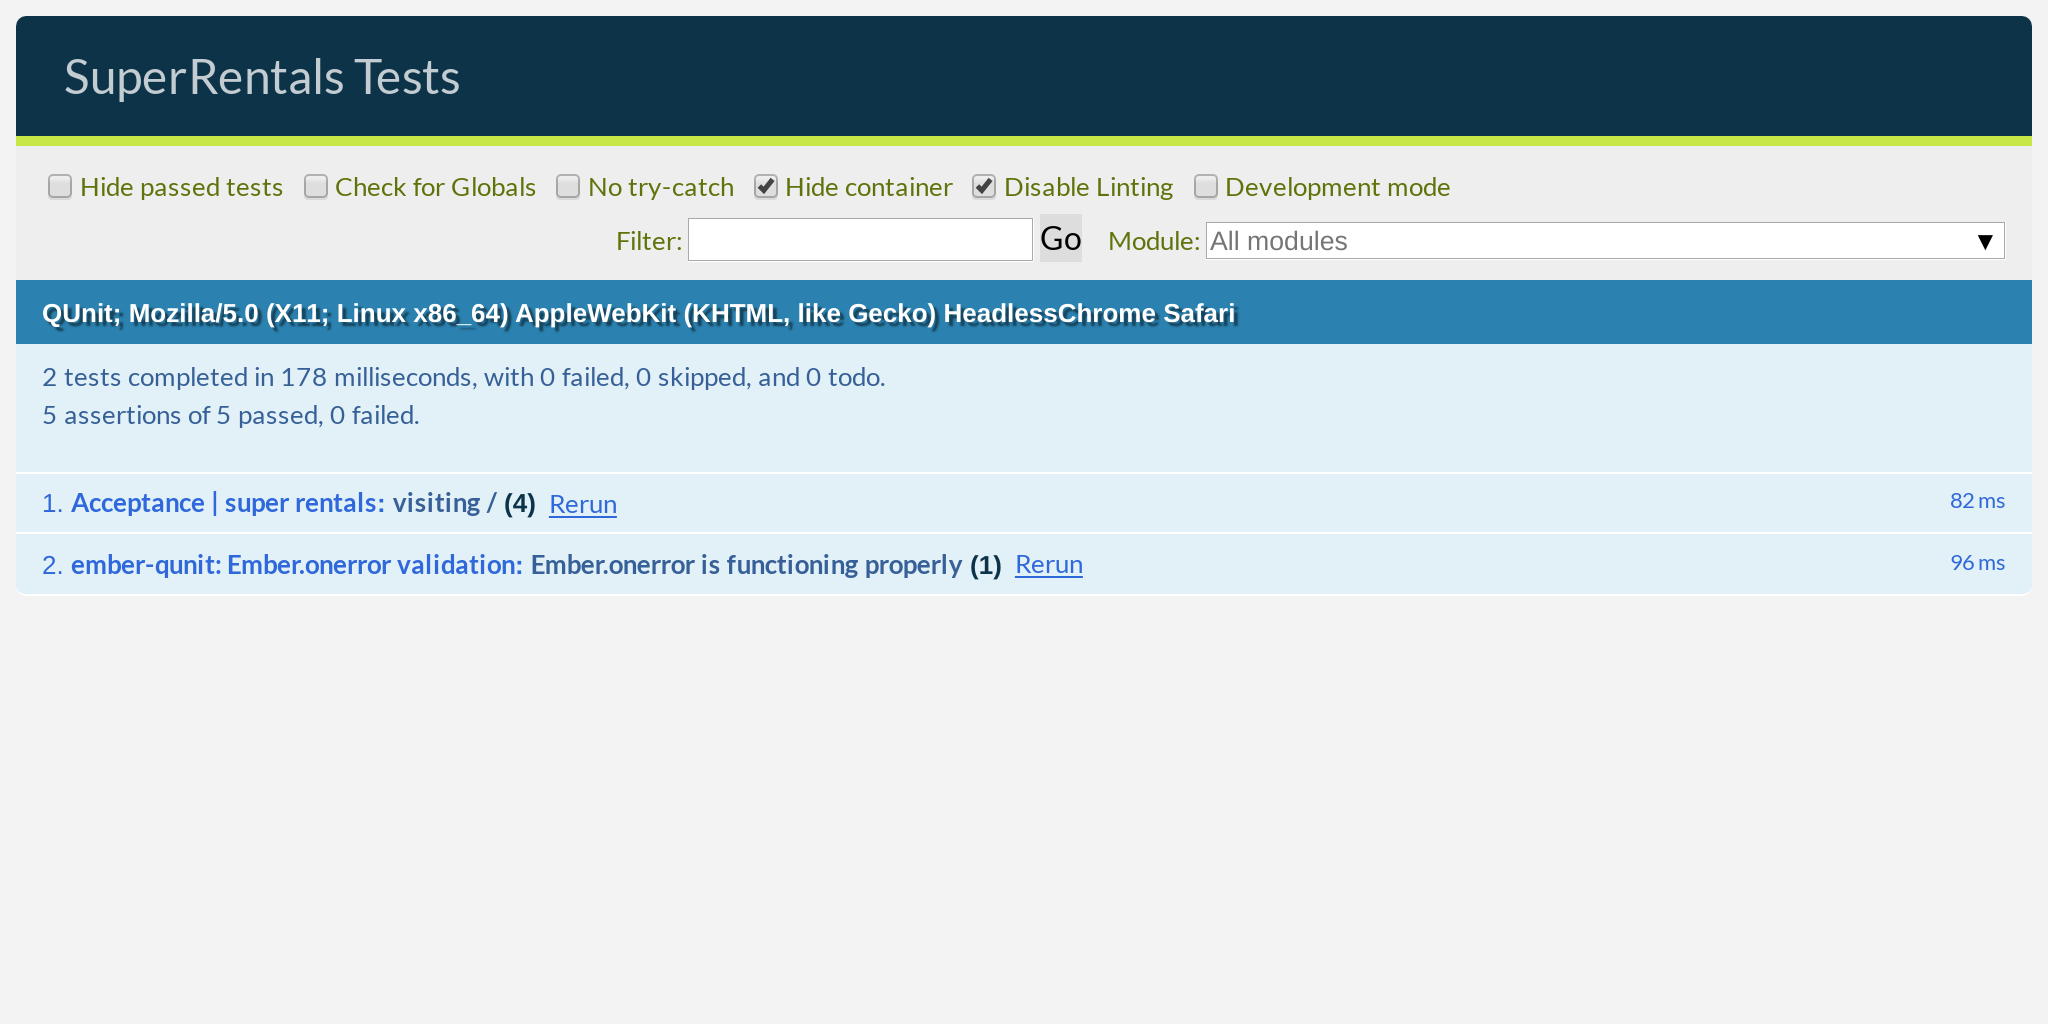 SuperRentals Tests
Hide passed tests Check for Globals No try-catch Hide container Disable Linting Development mode
Filter: Go Module: All modules ▼
QUnit; Mozilla/5.0 (X11; Linux x86_64) AppleWebKit (KHTML, like Gecko) HeadlessChrome Safari
2 tests completed in 178 milliseconds, with 0 failed, 0 skipped, and 0 todo.
5 assertions of 5 passed, 0 failed.
1. Acceptance | super rentals: visiting / (4) Rerun 82 ms
2. ember-qunit: Ember.onerror validation: Ember.onerror is functioning properly (1) Rerun 96 ms